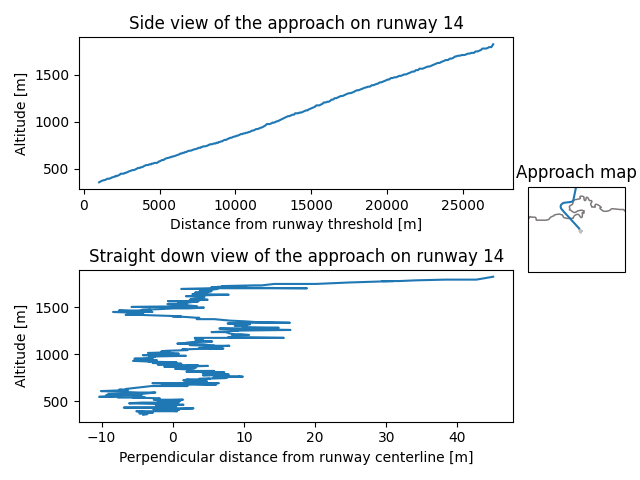 Side view of the approach on runway 14
1500
1000
500
Altitude [m]
0 5000 10000 15000 20000 25000
Distance from runway threshold [m]
Approach map
Straight down view of the approach on runway 14
1500
1000
500
Altitude [m]
−10 0 10 20 30 40
Perpendicular distance from runway centerline [m]